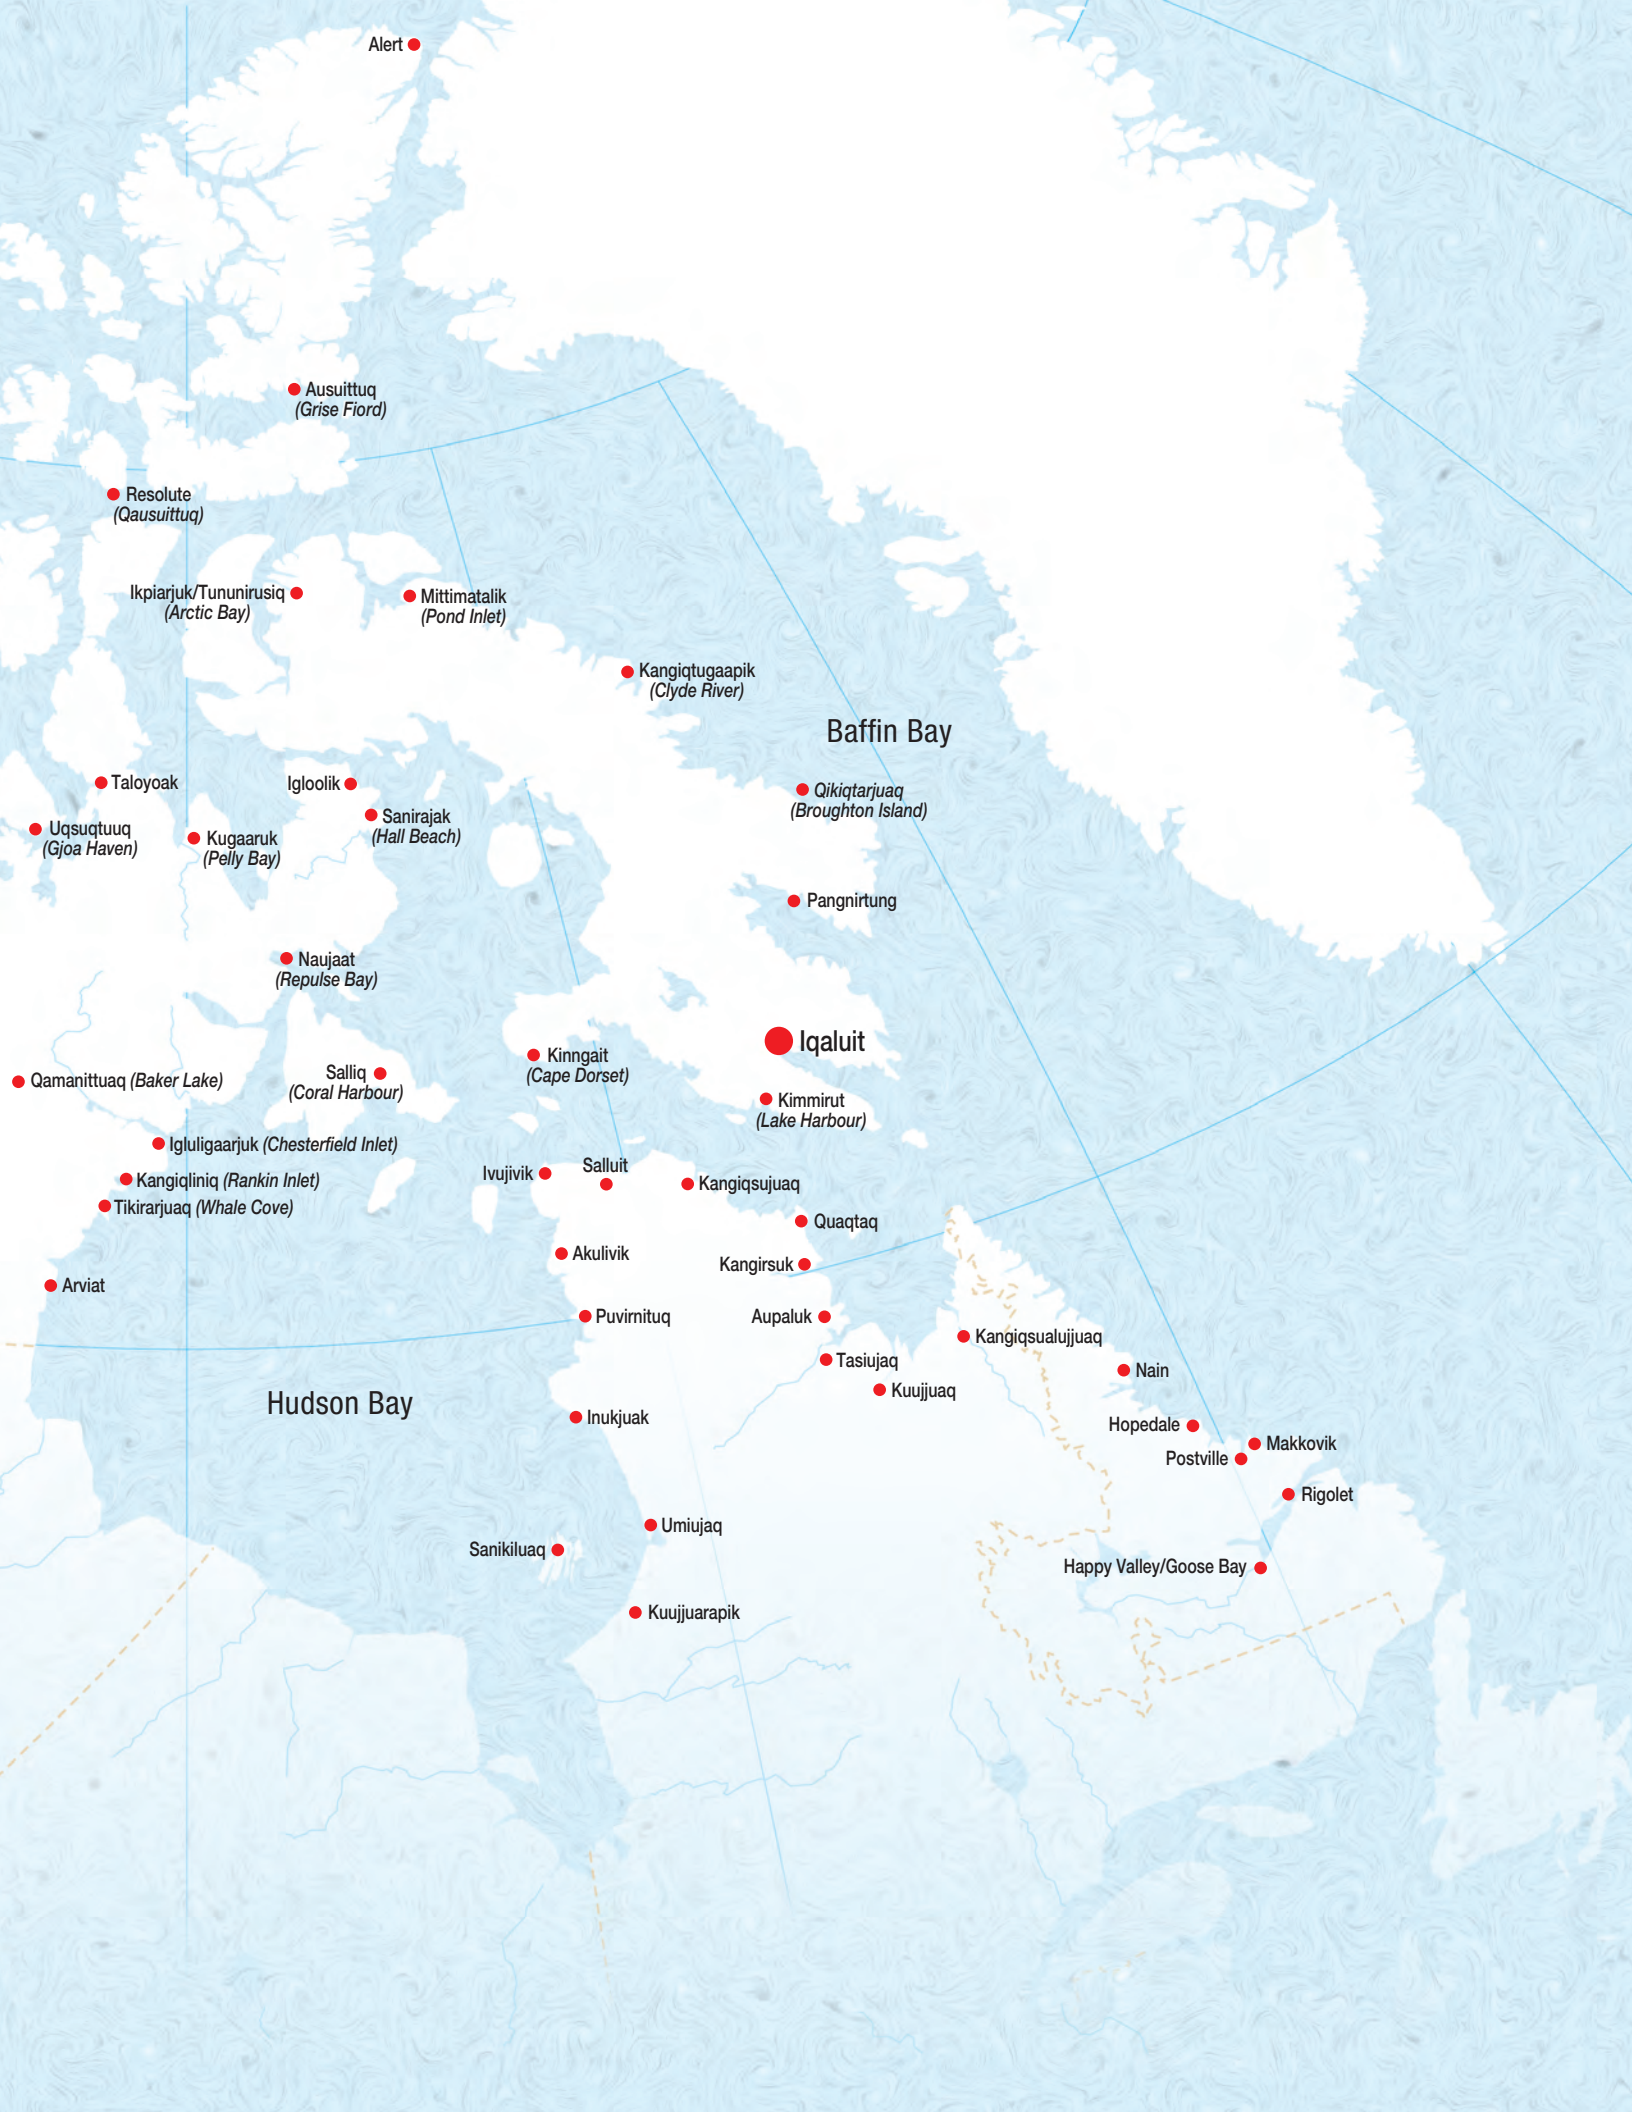 Alert
Ausuittuq
(Grise Fiord)
Resolute
(Qausuittuq)
Ikpiarjuk/Tununirusiq
(Arctic Bay)
Mittimatalik
(Pond Inlet)
Kangiqtugaapik
(Clyde River)
Baffin Bay
Taloyoak
Igloolik
Qikiqtarjuaq
(Broughton Island)
Sanirajak
(Hall Beach)
Uqsuqtuuq
(Gjoa Haven)
Kugaaruk
(Pelly Bay)
Pangnirtung
Naujaat
(Repulse Bay)
Iqaluit
Kinngait
(Cape Dorset)
Salliq
(Coral Harbour)
Qamanittuaq (Baker Lake)
Kimmirut
(Lake Harbour)
Igluligaarjuk (Chesterfield Inlet)
Ivujivik
Salluit
Kangiqliniq (Rankin Inlet)
Kangiqsujuaq
Tikirarjuaq (Whale Cove)
Quaqtaq
Akulivik
Kangirsuk
Arviat
Puvirnituq
Aupaluk
Kangiqsualujjuaq
Tasiujaq
Nain
Kuujjuaq
Hudson Bay
Inukjuak
Hopedale
Makkovik
Postville
Rigolet
Umiujaq
Sanikiluaq
Happy Valley/Goose Bay
Kuujjuarapik